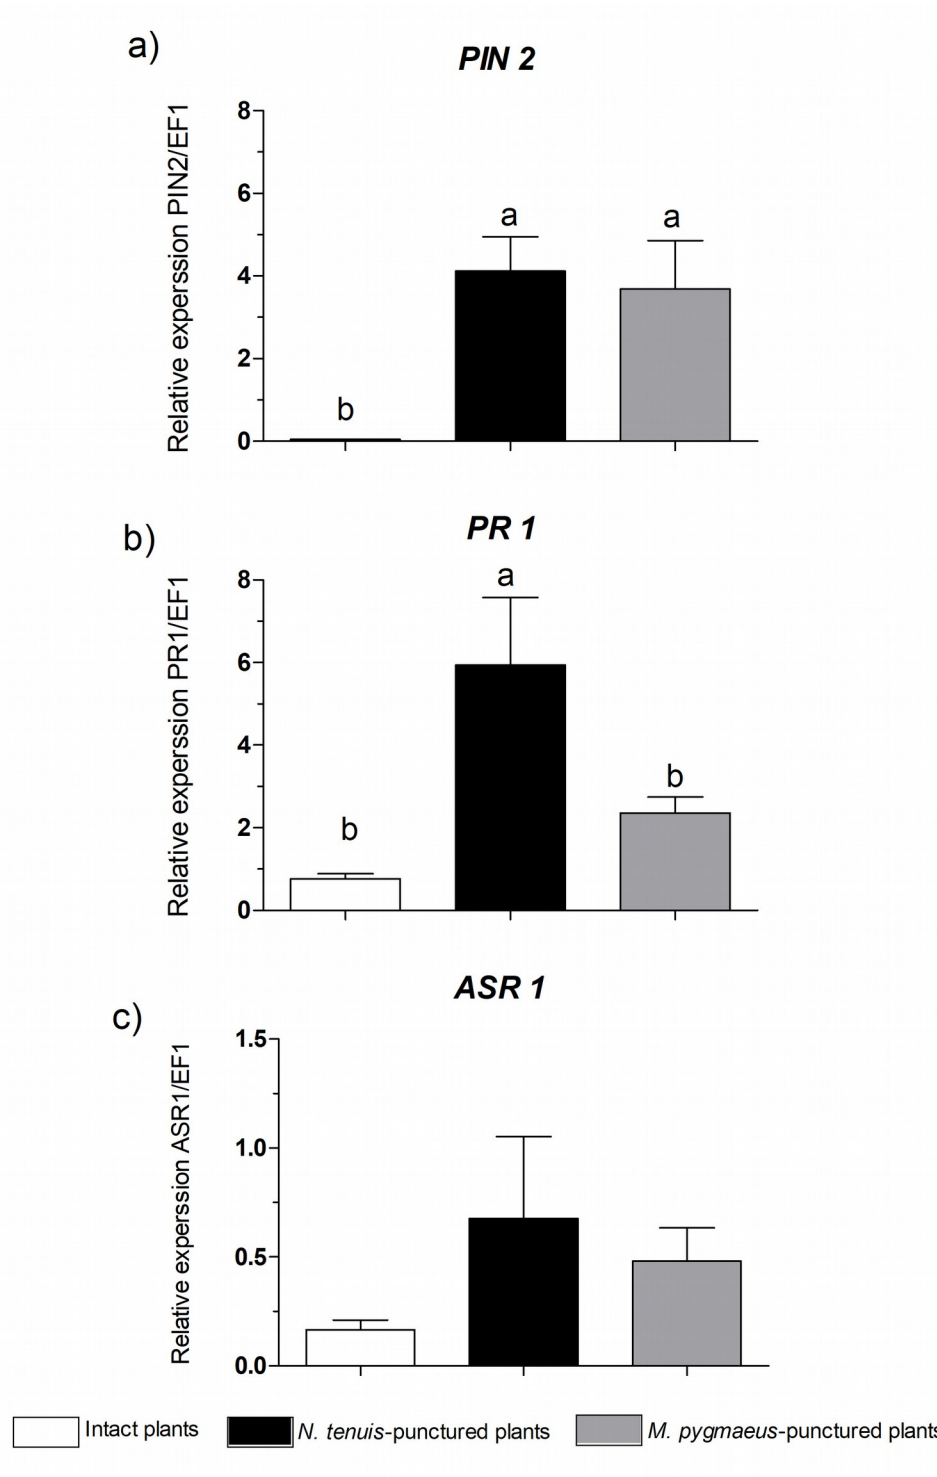 a)
PIN 2
Relative experssion PIN2/EF1
8
6
4
2
0
b
a
a
b)
PR 1
Relative experssion PR1/EF1
8
6
4
2
0
b
a
b
c)
ASR 1
Relative experssion ASR1/EF1
1.5
1.0
0.5
0.0
Intact plants
N. tenuis-punctured plants
M. pygmaeus-punctured plants